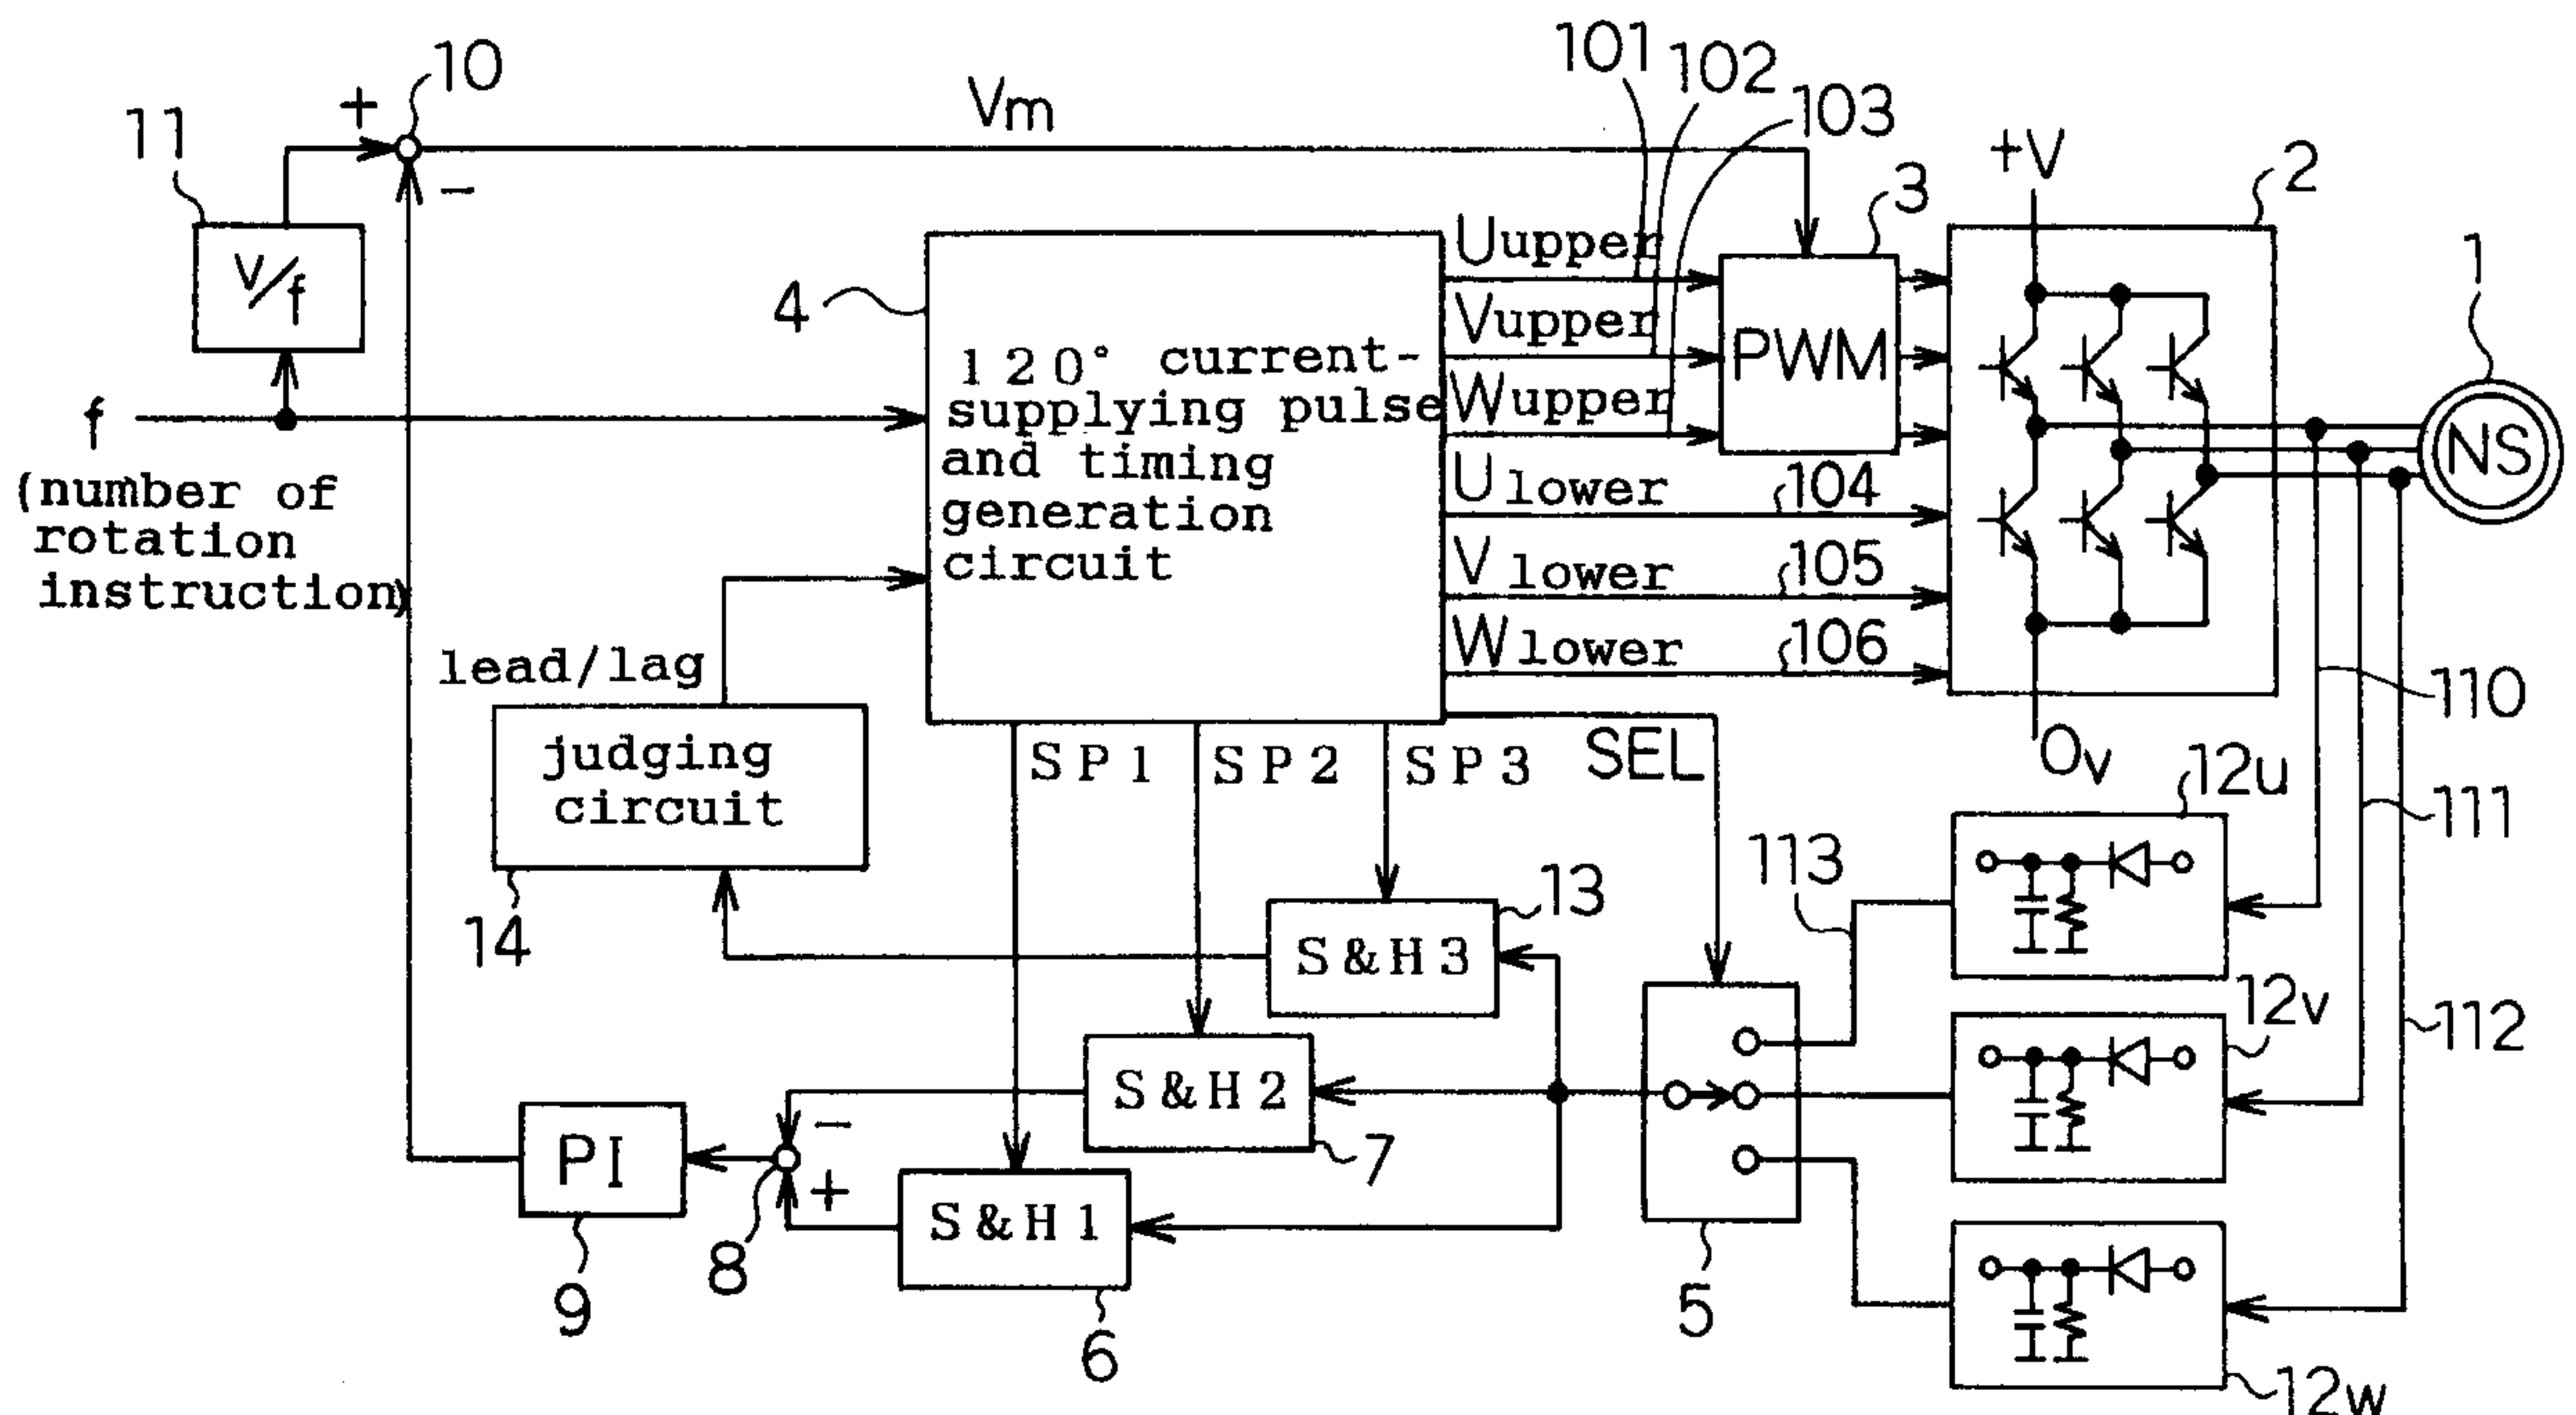 101
102
103
10
+
Vm
11
+V
2
3
1
−
V/f
Uupper
4
Vupper
PWM
120° current-
supplying pulse
and timing
generation
circuit
Wupper
f
NS
(number of
rotation
instruction)
Ulower
104
Vlower
105
Wlower
106
lead/lag
110
SP1
SP2
SP3
SEL
0v
judging
circuit
12u
111
113
14
13
S&H3
12v
112
S&H2
−
7
PI
+
S&H1
8
9
6
5
12w